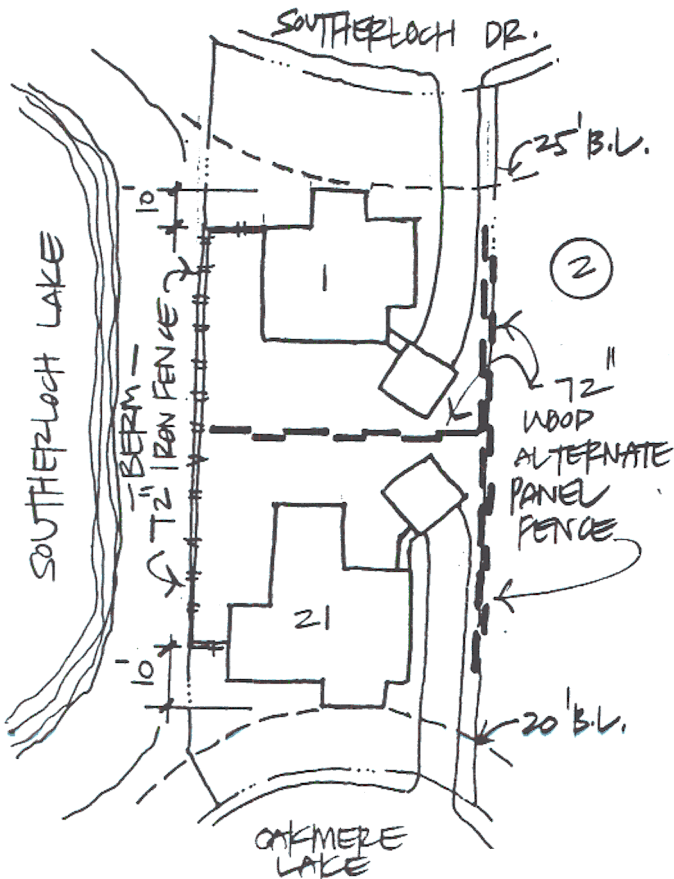 SOUTHERLOCH DR.
25' B.L.
10'
2
1
SOUTHERLOCH LAKE
-BERM-
72" IRON FENCE
72"
WOOD
ALTERNATE
PANEL
FENCE
21
10'
20' B.L.
OAKMERE
LAKE